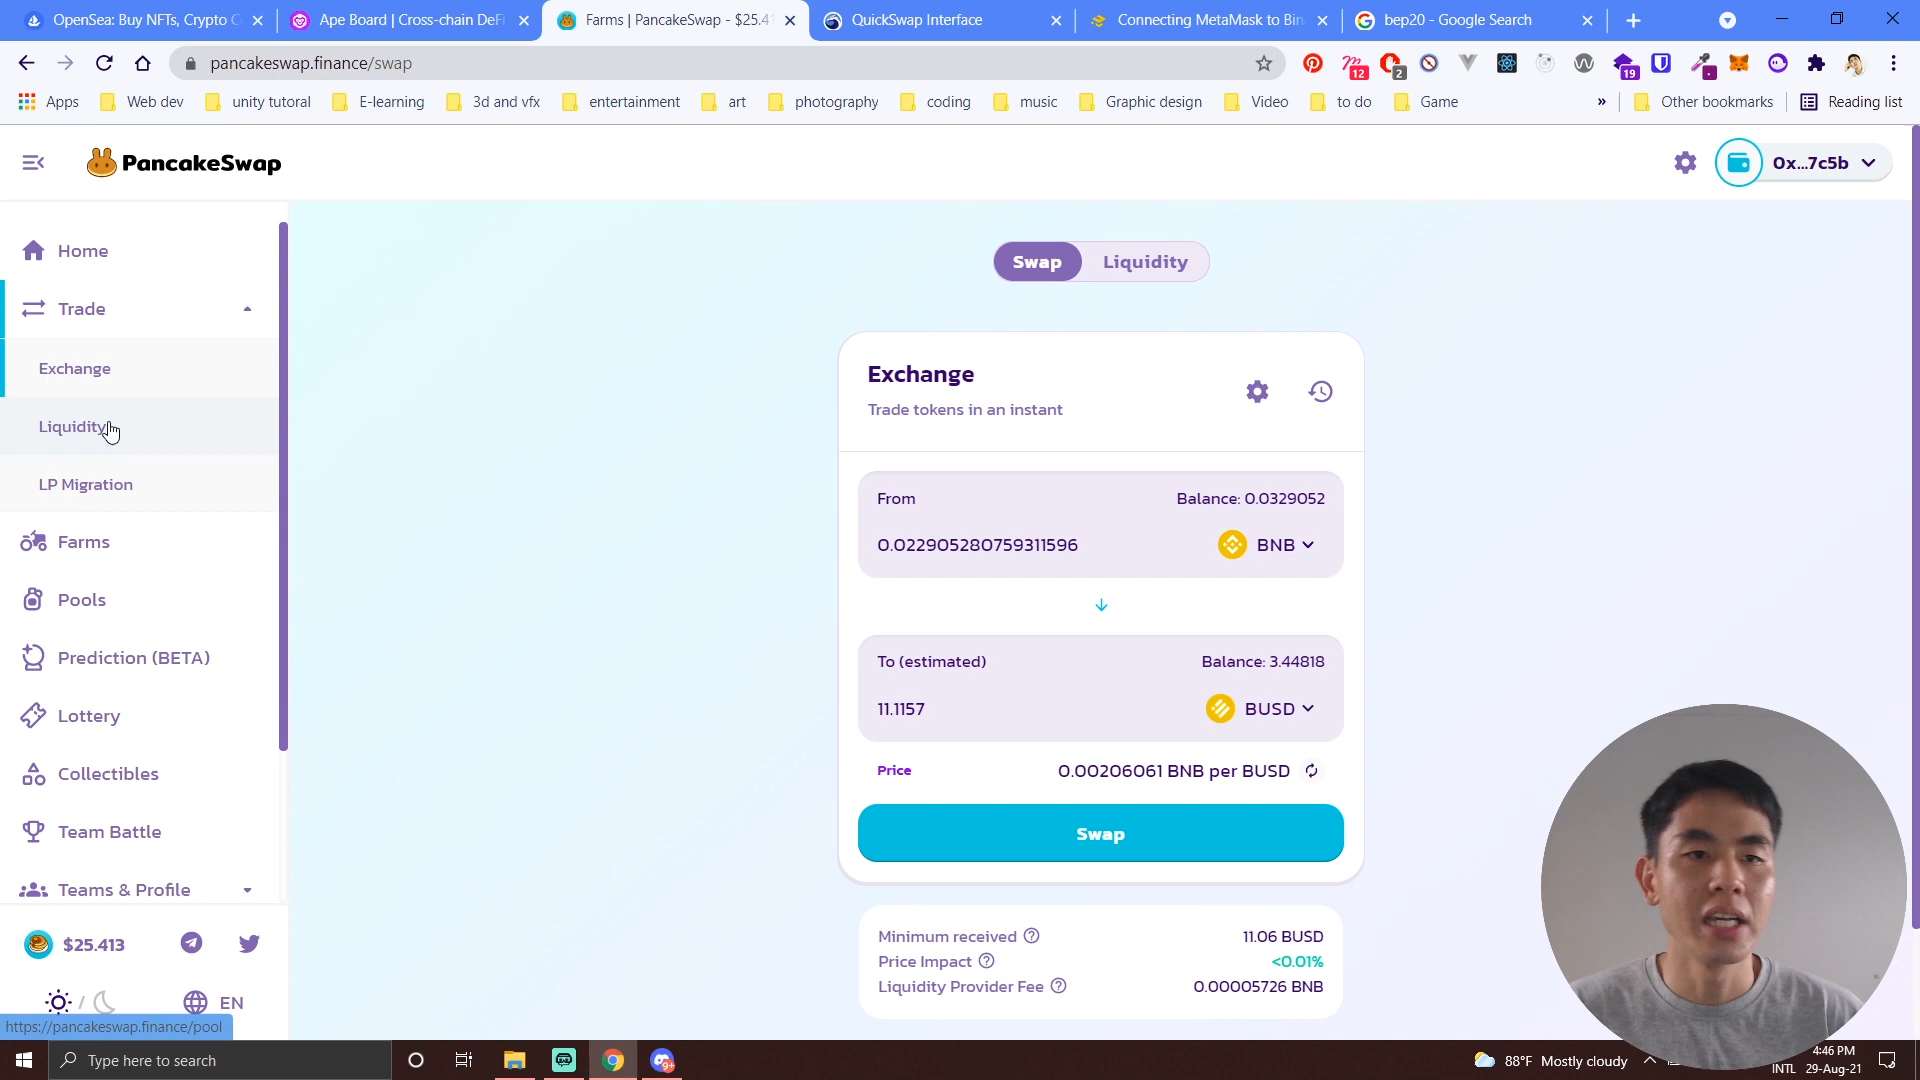 OpenSea: Buy NFTs, Crypto C
Ape Board | Cross-chain DeFi
Farms | PancakeSwap - $25.41
QuickSwap Interface
Connecting MetaMask to Bin
bep20 - Google Search
pancakeswap.finance/swap
12
2
19
Apps
Web dev
unity tutoral
E-learning
3d and vfx
entertainment
art
photography
coding
music
Graphic design
Video
to do
Game
»
Other bookmarks
Reading list
PancakeSwap
0x...7c5b
Home
Trade
Exchange
Liquidity
LP Migration
Farms
Pools
Prediction (BETA)
Lottery
Collectibles
Team Battle
Teams & Profile
$25.413
/
EN
https://pancakeswap.finance/pool
Swap
Liquidity
Exchange
Trade tokens in an instant
From
Balance: 0.0329052
0.022905280759311596
BNB
To (estimated)
Balance: 3.44818
11.1157
BUSD
Price
0.00206061 BNB per BUSD
Swap
Minimum received
11.06 BUSD
Price Impact
<0.01%
Liquidity Provider Fee
0.00005726 BNB
Type here to search
9+
88°F Mostly cloudy
INTL
4:46 PM
29-Aug-21